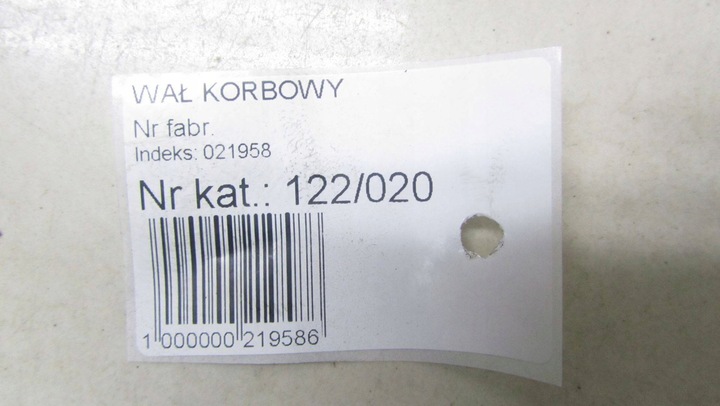 WAŁ KORBOWY
Nr fabr.
Indeks: 021958
Nr kat.: 122/020
1 000000 219586